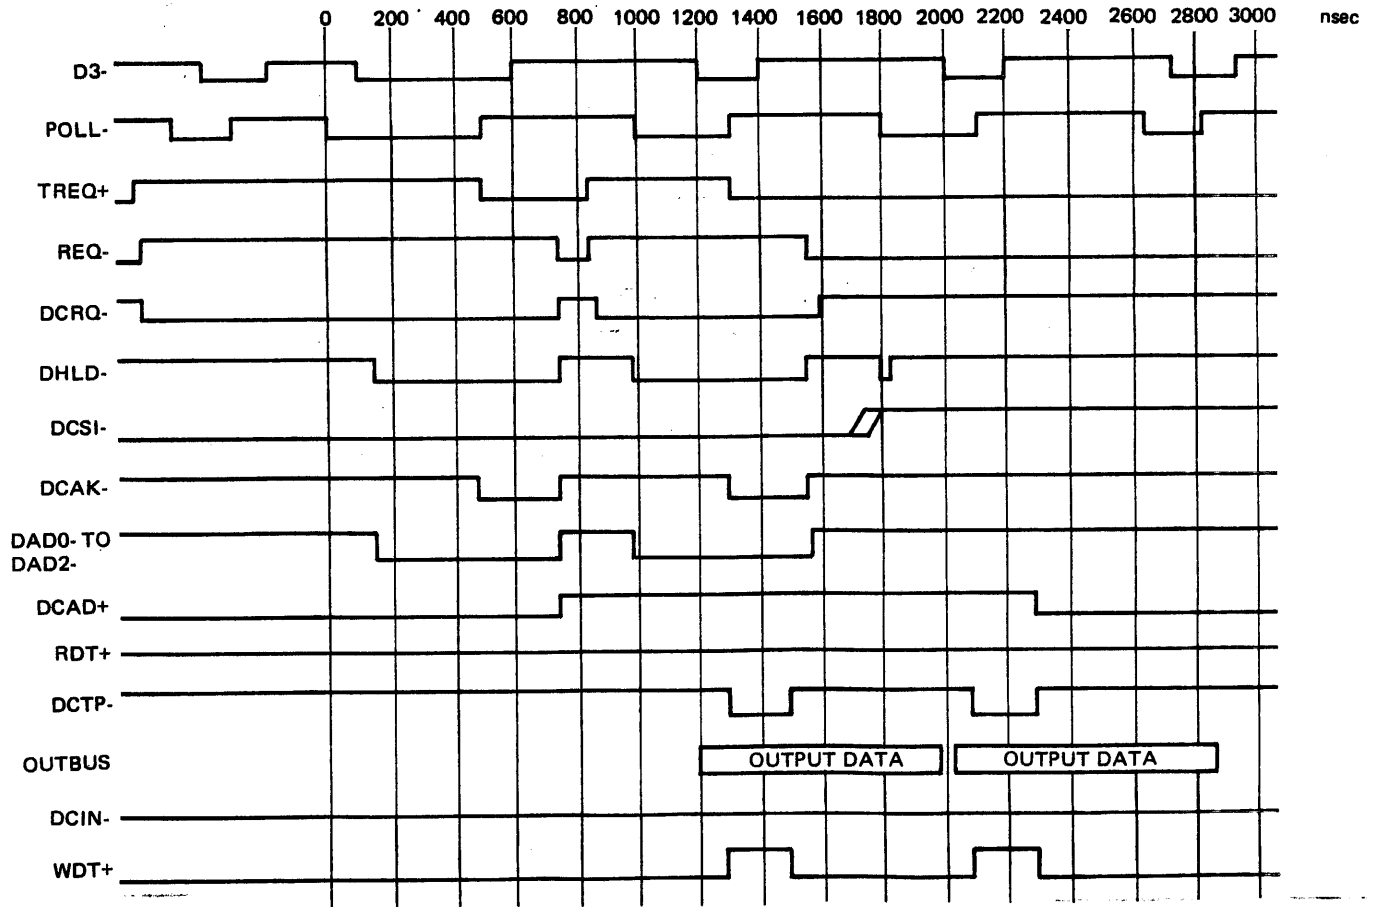 0 200 400 600 800 1000 1200 1400 1600 1800 2000 2200 2400 2600 2800 3000 nsec
D3-
POLL-
TREQ+
REQ-
DCRQ-
DHLD-
DCSI-
DCAK-
DAD0- TO
DAD2-
DCAD+
RDT+
DCTP-
OUTBUS OUTPUT DATA OUTPUT DATA
DCIN-
WDT+